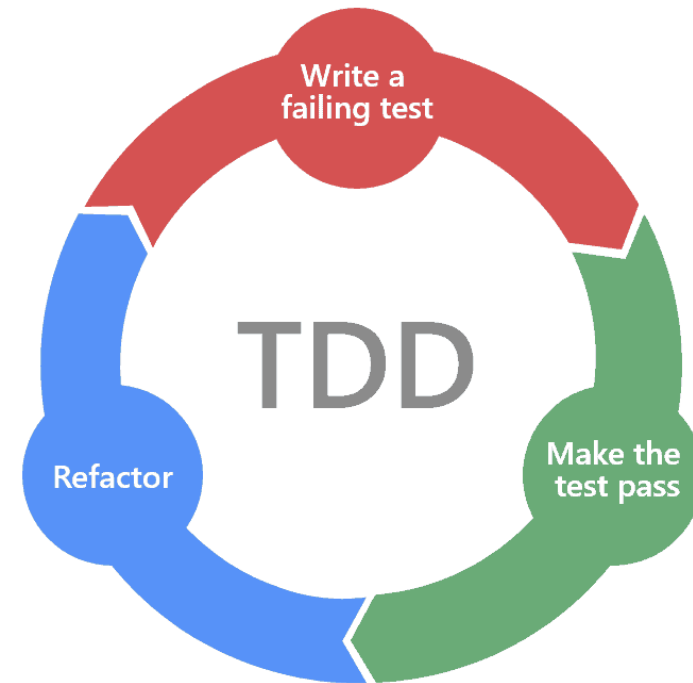 Write a
failing test
TDD
Refactor
Make the
test pass